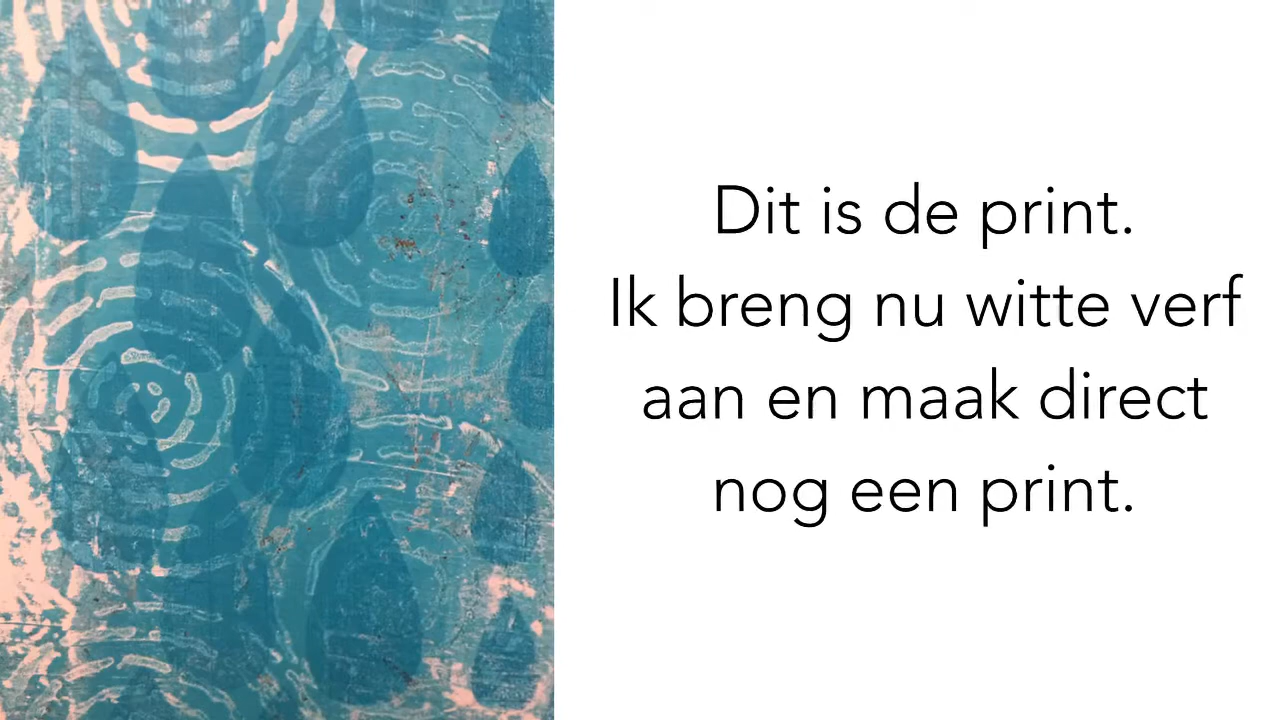 Dit is de print.
Ik breng nu witte verf
aan en maak direct
nog een print.